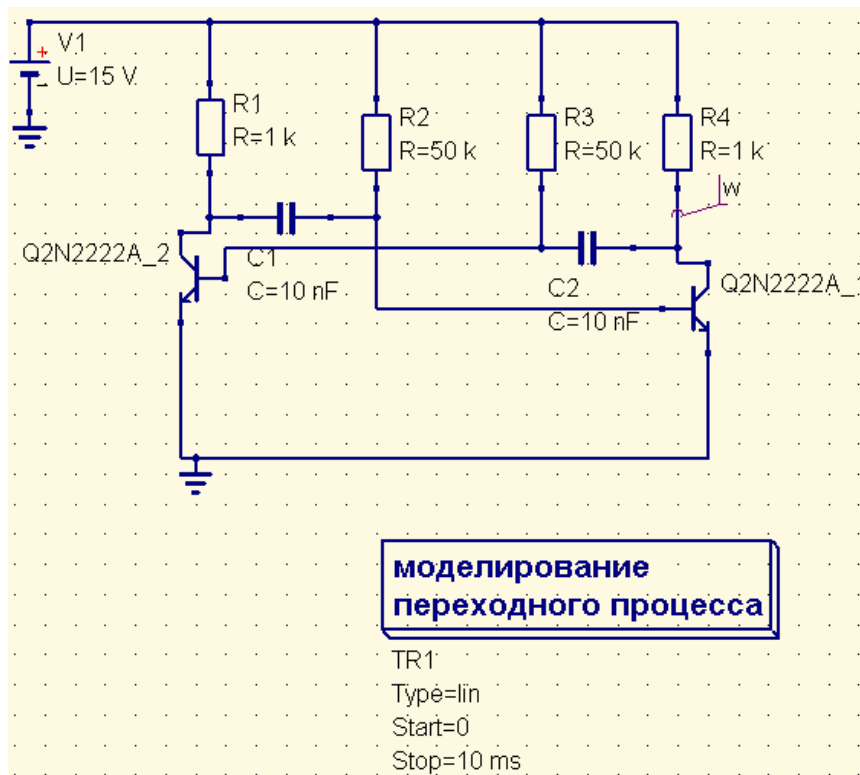 V1
U=15 V
R1
R=1 k
R2
R=50 k
R3
R=50 k
R4
R=1 k
w
Q2N2222A_2
C1
C=10 nF
C2
C=10 nF
Q2N2222A_
моделирование
переходного процесса
TR1
Type=lin
Start=0
Stop=10 ms